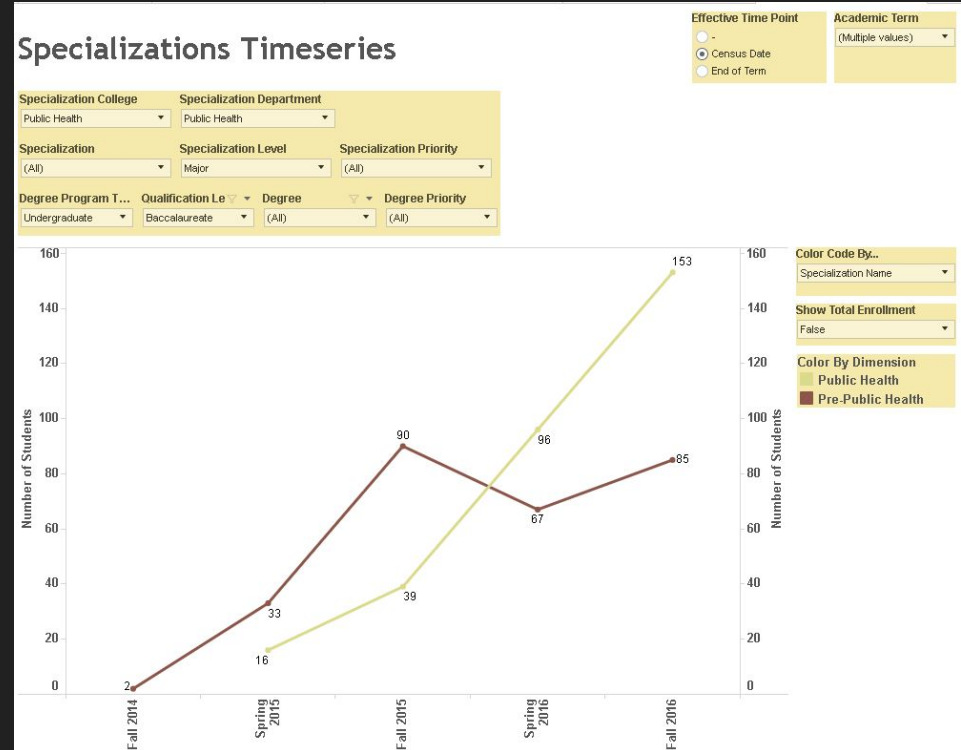 Specializations Timeseries
Effective Time Point
-
Census Date
End of Term
Academic Term
(Multiple values)
Specialization College
Public Health
Specialization Department
Public Health
Specialization
(All)
Specialization Level
Major
Specialization Priority
(All)
Degree Program T...
Undergraduate
Qualification Le
Baccalaureate
Degree
(All)
Degree Priority
(All)
Number of Students
160
140
120
100
80
60
40
20
0
2
33
90
67
85
16
39
96
153
160
140
120
100
80
60
40
20
0
Number of Students
Fall 2014
Spring
2015
Fall 2015
Spring
2016
Fall 2016
Color Code By...
Specialization Name
Show Total Enrollment
False
Color By Dimension
Public Health
Pre-Public Health